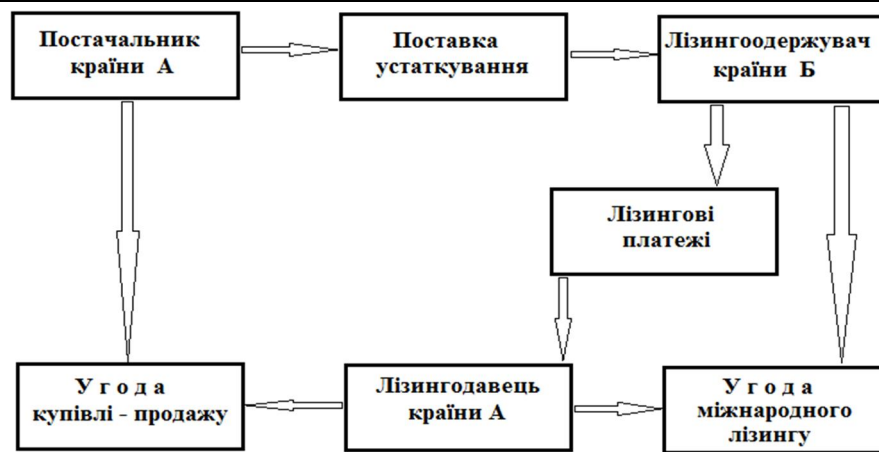 Постачальник
країни А
Поставка
устаткування
Лізингоодержувач
країни Б
Лізингові
платежі
У г о д а
купівлі - продажу
Лізингодавець
країни А
У г о д а
міжнародного
лізингу